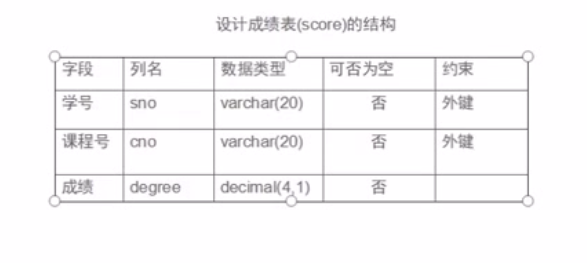 设计成绩表(score)的结构
字段 列名 数据类型 可否为空 约束
学号 sno varchar(20) 否 外键
课程号 cno varchar(20) 否 外键
成绩 degree decimal(4,1) 否